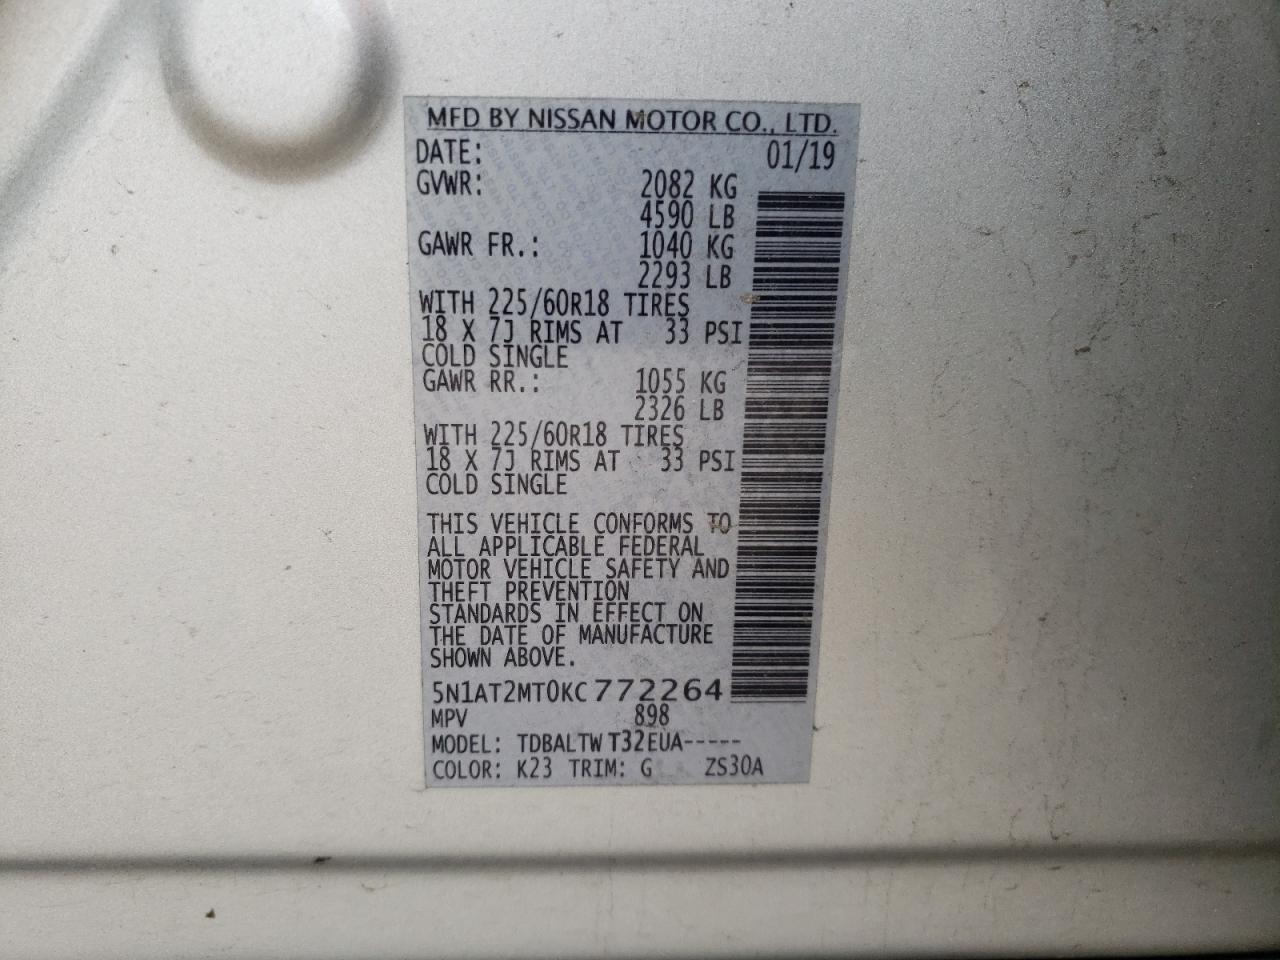 MFD BY NISSAN MOTOR CO., LTD.
DATE: 01/19
GVWR: 2082 KG
4590 LB
GAWR FR.: 1040 KG
2293 LB
WITH 225/60R18 TIRES
18 X 7J RIMS AT 33 PSI
COLD SINGLE
GAWR RR.: 1055 KG
2326 LB
WITH 225/60R18 TIRES
18 X 7J RIMS AT 33 PSI
COLD SINGLE
THIS VEHICLE CONFORMS TO
ALL APPLICABLE FEDERAL
MOTOR VEHICLE SAFETY AND
THEFT PREVENTION
STANDARDS IN EFFECT ON
THE DATE OF MANUFACTURE
SHOWN ABOVE.
5N1AT2MT0KC772264
MPV 898
MODEL: TDBALTW T32EUA-----
COLOR: K23 TRIM: G ZS30A